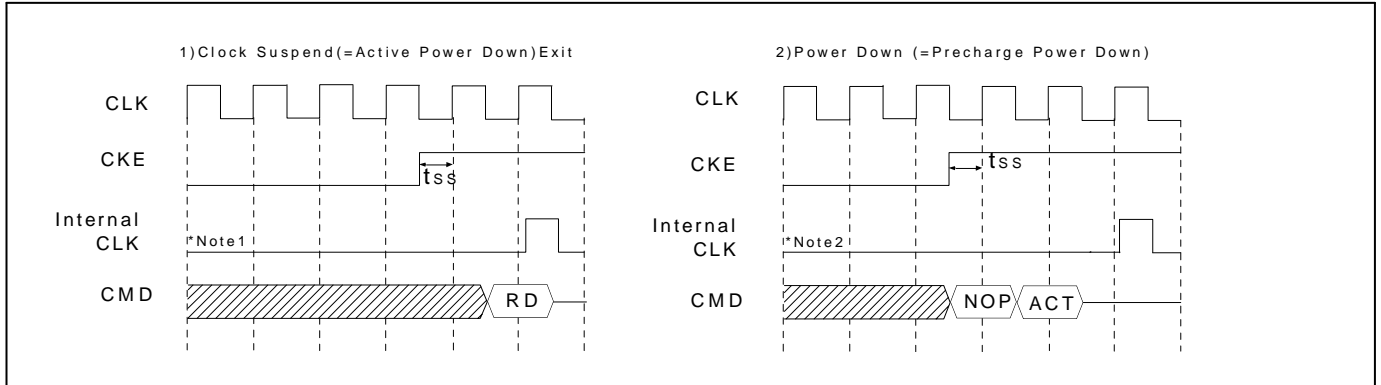 1)Clock Suspend(=Active Power Down)Exit
CLK
CKE
tss
Internal
CLK
*Note1
CMD
RD
2)Power Down (=Precharge Power Down)
CLK
CKE
tss
Internal
CLK
*Note2
CMD
NOP
ACT